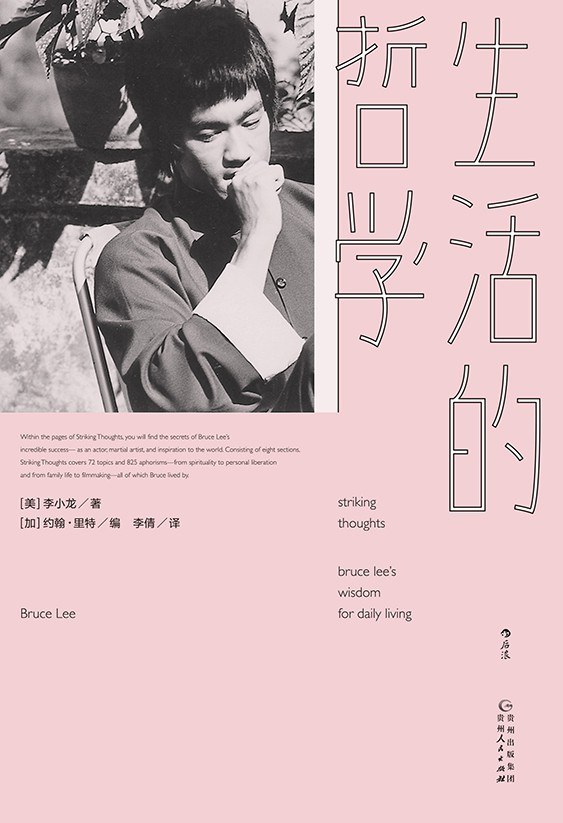 生活的
哲学
Within the pages of Striking Thoughts, you will find the secrets of Bruce Lee's
incredible success— as an actor, martial artist, and inspiration to the world. Consisting of eight sections,
Striking Thoughts covers 72 topics and 825 aphorisms—from spirituality to personal liberation
and from family life to filmmaking—all of which Bruce lived by.
[美] 李小龙／著
[加] 约翰·里特／编　李倩／译
striking
thoughts
bruce lee's
wisdom
for daily living
Bruce Lee
后浪
贵州出版集团
贵州人民出版社